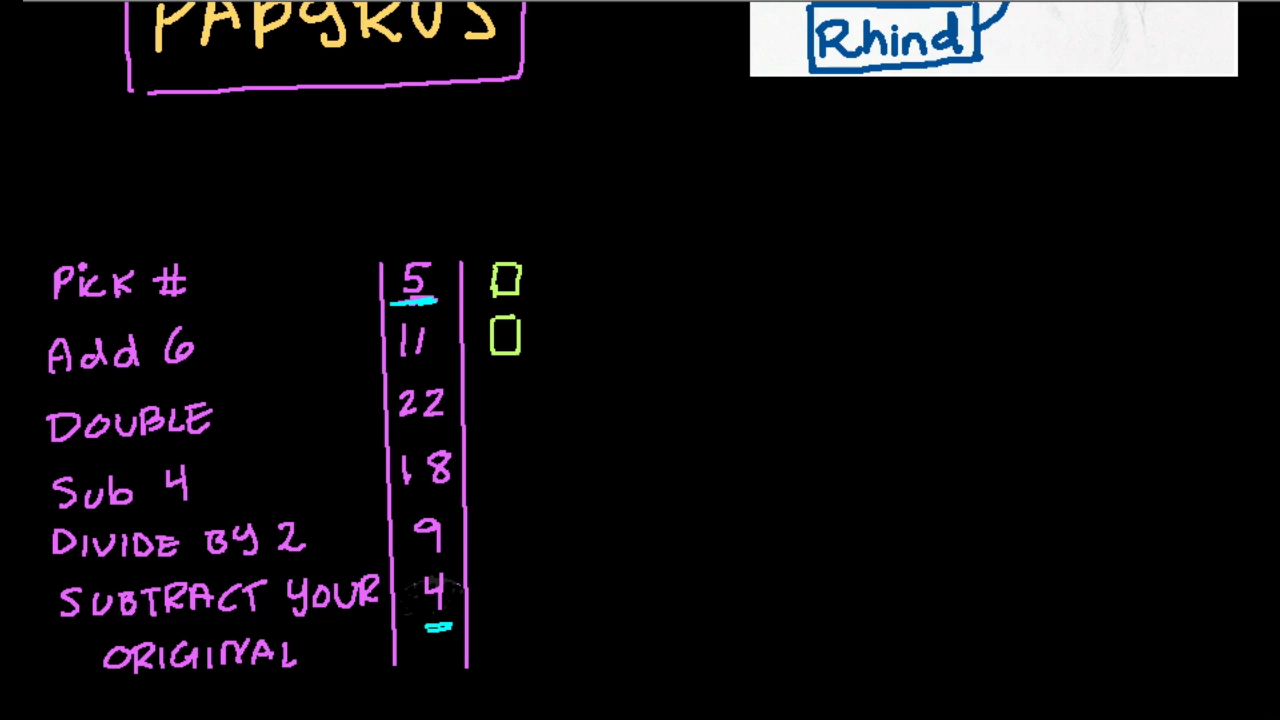 PAPYRUS
Rhind
Pick # 5
Add 6 11
DOUBLE 22
Sub 4 18
DIVIDE BY 2 9
SUBTRACT YOUR 4
ORIGINAL